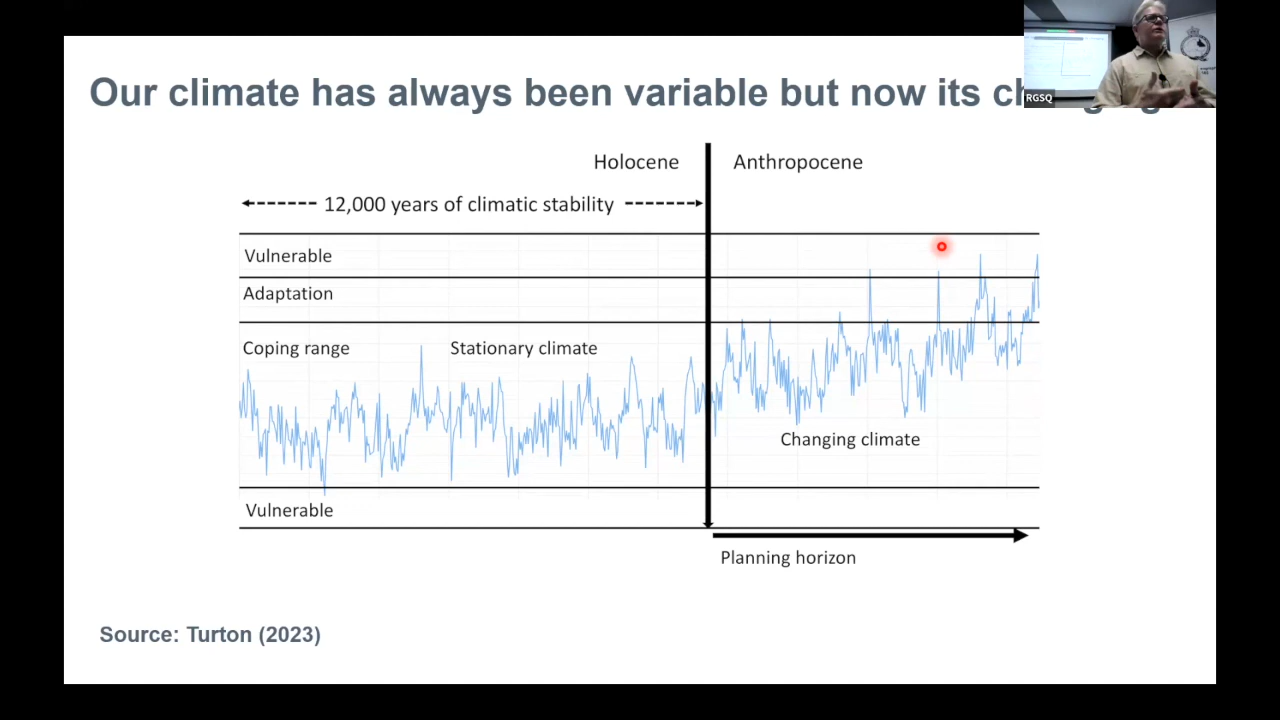 Our climate has always been variable but now its
RGSQ
Holocene
Anthropocene
12,000 years of climatic stability
Vulnerable
Adaptation
Coping range
Stationary climate
Changing climate
Vulnerable
Planning horizon
Source: Turton (2023)